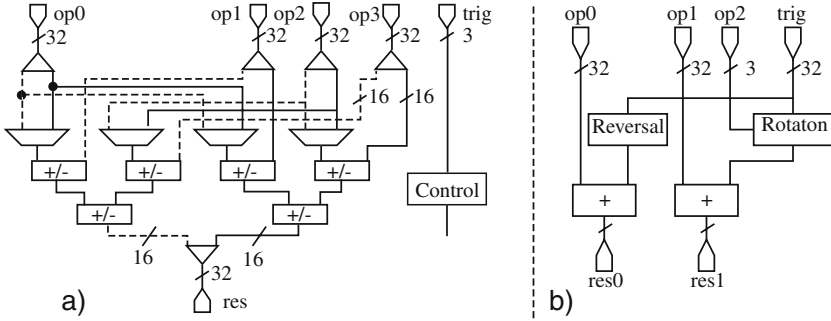 op0 op1 op2 op3 trig
32 32 32 32 3
16 16
+/- +/- +/- +/-
Control
+/- +/-
16 16
32
a) res
op0 op1 op2 trig
32 32 3 32
Reversal Rotaton
+ +
b) res0 res1